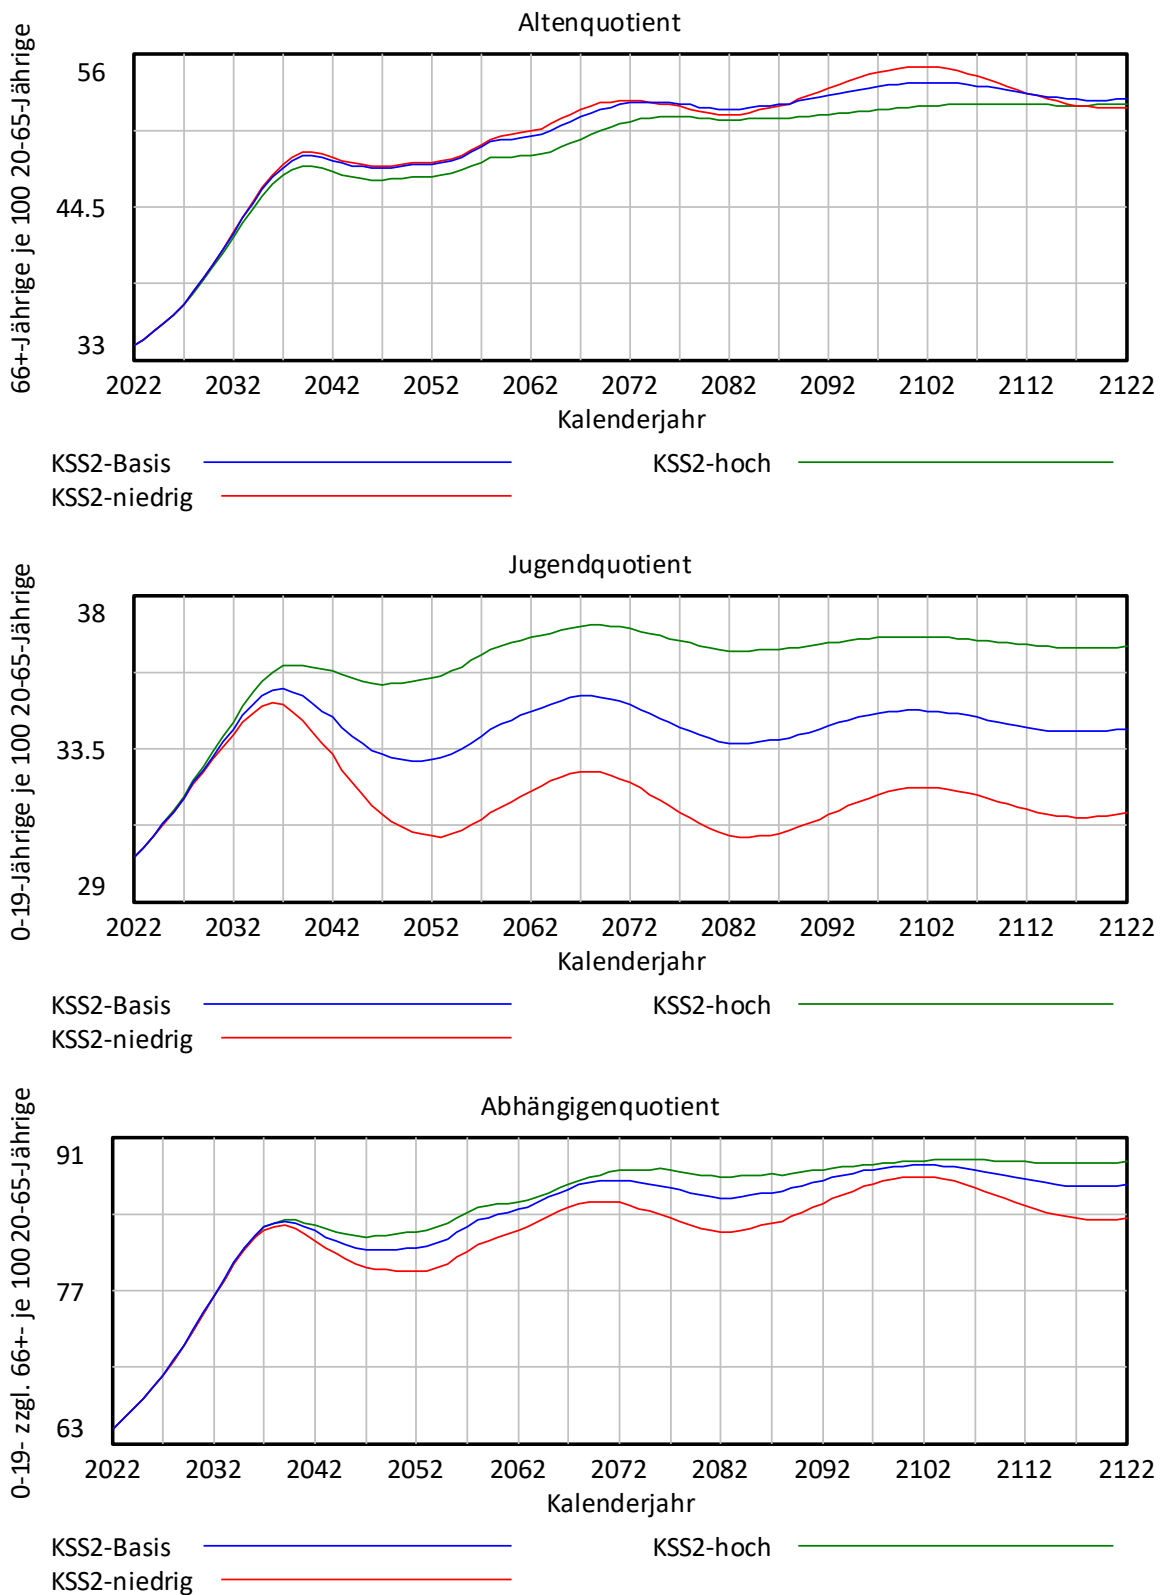 Altenquotient
66+-Jährige je 100 20-65-Jährige
56
44.5
33
2022 2032 2042 2052 2062 2072 2082 2092 2102 2112 2122
Kalenderjahr
KSS2-Basis KSS2-hoch
KSS2-niedrig
Jugendquotient
0-19-Jährige je 100 20-65-Jährige
38
33.5
29
2022 2032 2042 2052 2062 2072 2082 2092 2102 2112 2122
Kalenderjahr
KSS2-Basis KSS2-hoch
KSS2-niedrig
Abhängigenquotient
0-19- zzgl. 66+- je 100 20-65-Jährige
91
77
63
2022 2032 2042 2052 2062 2072 2082 2092 2102 2112 2122
Kalenderjahr
KSS2-Basis KSS2-hoch
KSS2-niedrig